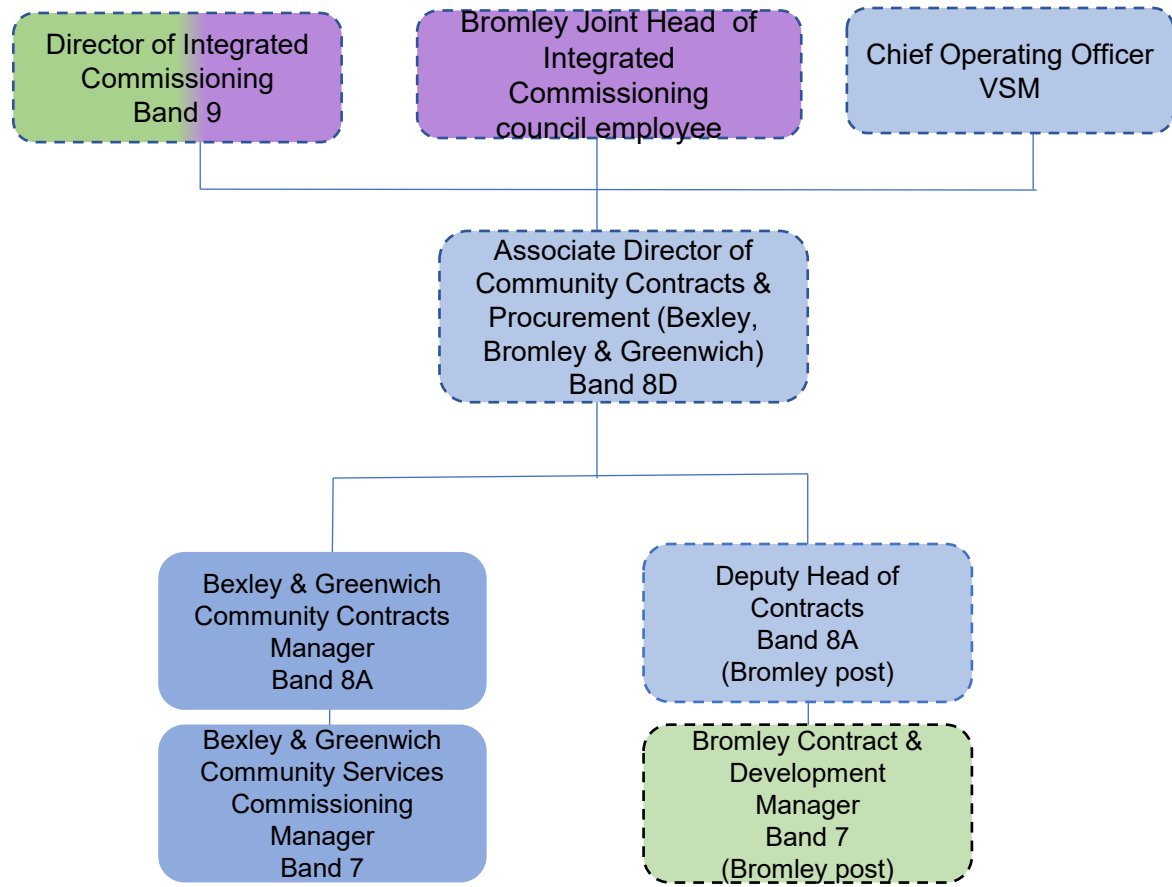 Director of Integrated
Commissioning
Band 9
Bromley Joint Head of
Integrated
Commissioning
council employee
Chief Operating Officer
VSM
Associate Director of
Community Contracts &
Procurement (Bexley,
Bromley & Greenwich)
Band 8D
Bexley & Greenwich
Community Contracts
Manager
Band 8A
Deputy Head of
Contracts
Band 8A
(Bromley post)
Bexley & Greenwich
Community Services
Commissioning
Manager
Band 7
Bromley Contract &
Development
Manager
Band 7
(Bromley post)